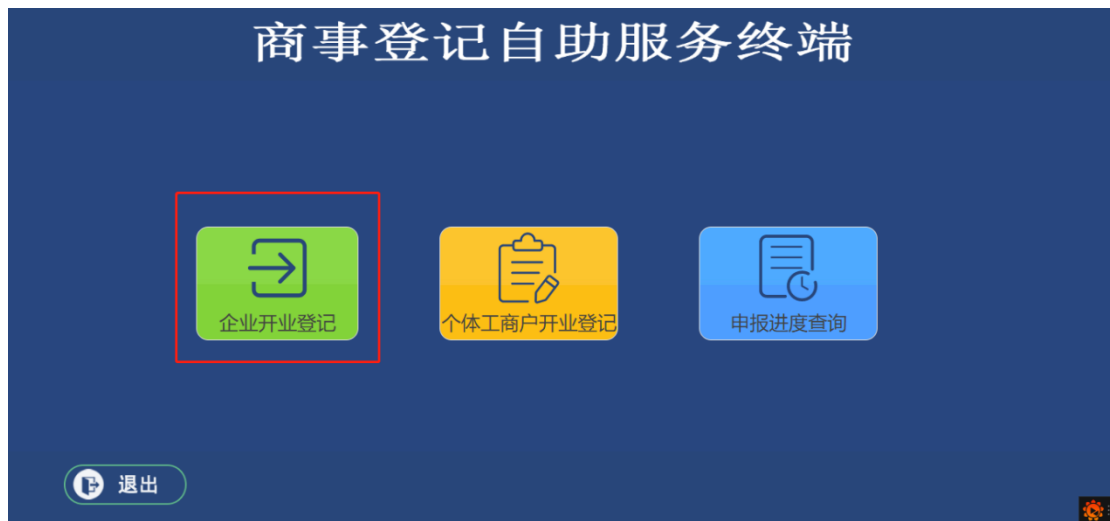 商事登记自助服务终端
企业开业登记
个体工商户开业登记
申报进度查询
退出